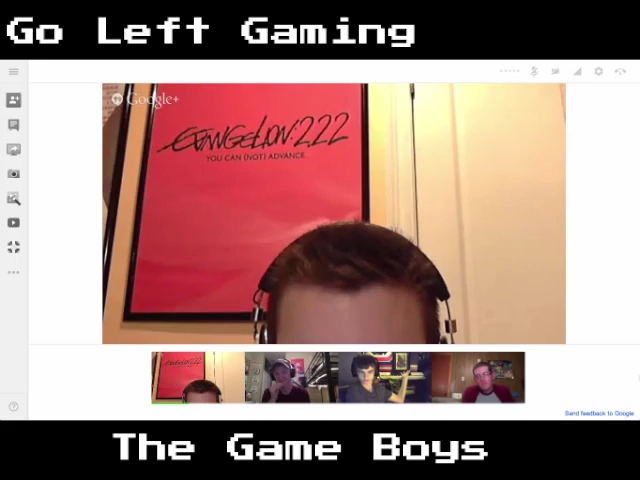 Go Left Gaming
Google+
EVANGELION:2.22
YOU CAN (NOT) ADVANCE.
Send feedback to Google
The Game Boys